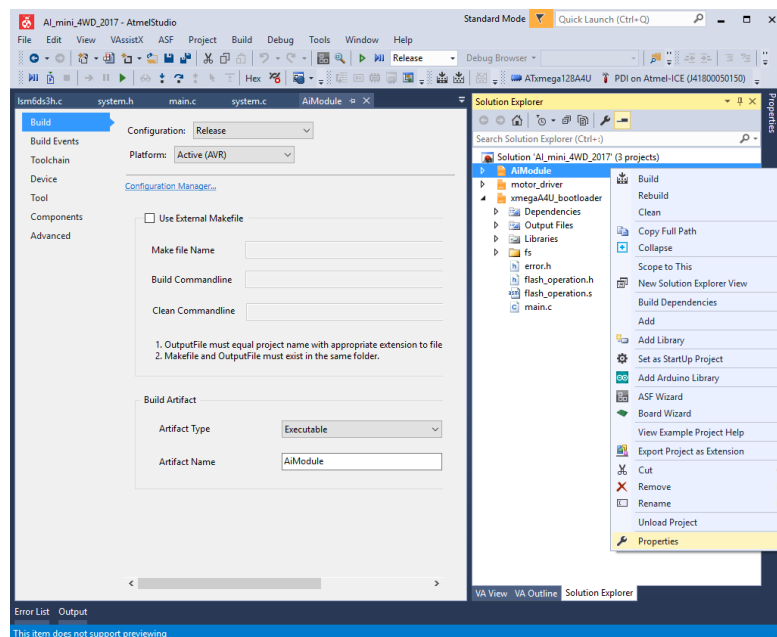 AI_mini_4WD_2017 - AtmelStudio
Standard Mode
Quick Launch (Ctrl+Q)
File Edit View VAssistX ASF Project Build Debug Tools Window Help
Release
Debug Browser
Hex
ATxmega128A4U
PDI on Atmel-ICE (J41800050150)
lsm6ds3h.c system.h main.c system.c AiModule
Build
Build Events
Toolchain
Device
Tool
Components
Advanced
Configuration: Release
Platform: Active (AVR)
Configuration Manager...
Use External Makefile
Make file Name
Build Commandline
Clean Commandline
1. OutputFile must equal project name with appropriate extension to file
2. Makefile and OutputFile must exist in the same folder.
Build Artifact
Artifact Type Executable
Artifact Name AiModule
Solution Explorer
Search Solution Explorer (Ctrl+:)
Solution 'AI_mini_4WD_2017' (3 projects)
AiModule
motor_driver
xmegaA4U_bootloader
Dependencies
Output Files
Libraries
fs
error.h
flash_operation.h
flash_operation.s
main.c
Build
Rebuild
Clean
Copy Full Path
Collapse
Scope to This
New Solution Explorer View
Build Dependencies
Add
Add Library
Set as StartUp Project
Add Arduino Library
ASF Wizard
Board Wizard
View Example Project Help
Export Project as Extension
Cut
Remove
Rename
Unload Project
Properties
Properties
VA View VA Outline Solution Explorer
Error List Output
This item does not support previewing